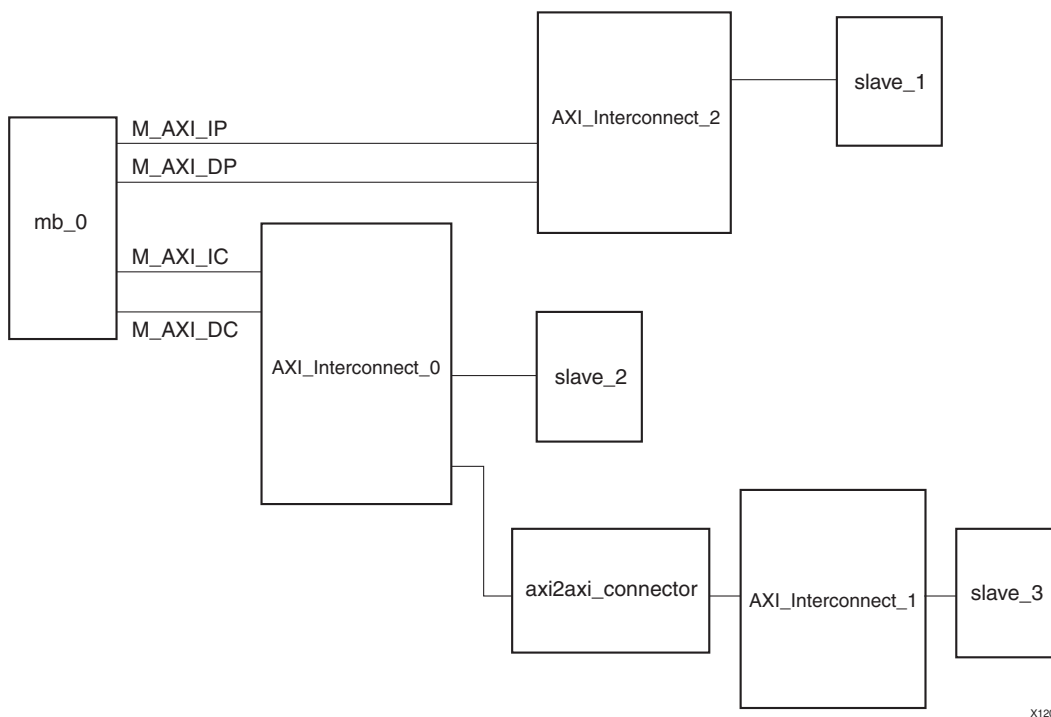 slave_1
AXI_Interconnect_2
M_AXI_IP
M_AXI_DP
mb_0
M_AXI_IC
M_AXI_DC
AXI_Interconnect_0
slave_2
axi2axi_connector
AXI_Interconnect_1
slave_3